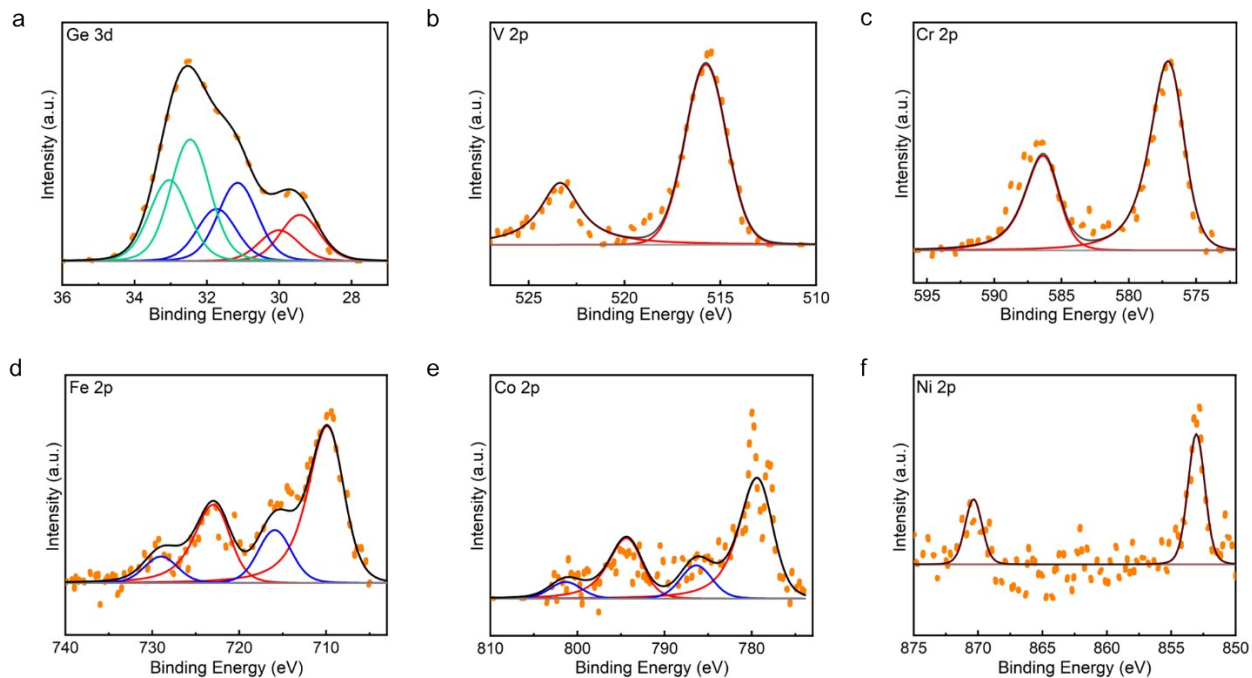 a
Ge 3d
Intensity (a.u.)
36 34 32 30 28
Binding Energy (eV)
b
V 2p
Intensity (a.u.)
525 520 515 510
Binding Energy (eV)
c
Cr 2p
Intensity (a.u.)
595 590 585 580 575
Binding Energy (eV)
d
Fe 2p
Intensity (a.u.)
740 730 720 710
Binding Energy (eV)
e
Co 2p
Intensity (a.u.)
810 800 790 780
Binding Energy (eV)
f
Ni 2p
Intensity (a.u.)
875 870 865 860 855 850
Binding Energy (eV)